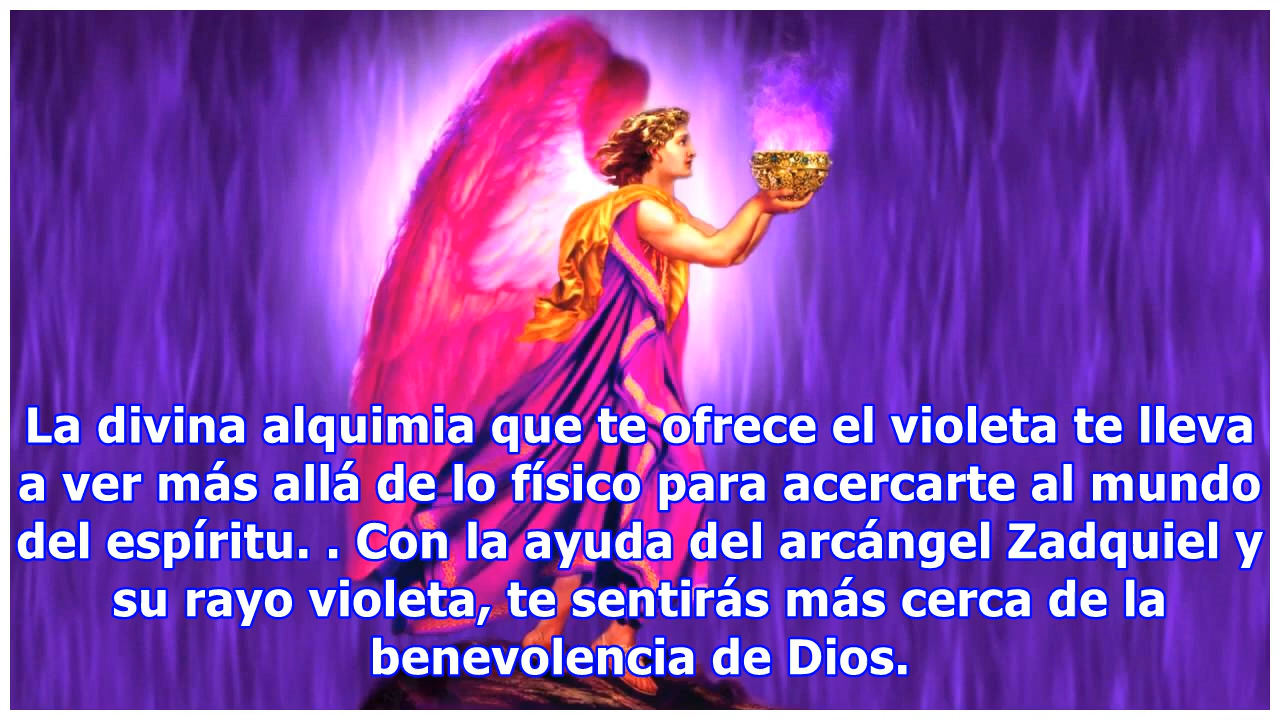 La divina alquimia que te ofrece el violeta te lleva
a ver más allá de lo físico para acercarte al mundo
del espíritu. . Con la ayuda del arcángel Zadquiel y
su rayo violeta, te sentirás más cerca de la
benevolencia de Dios.